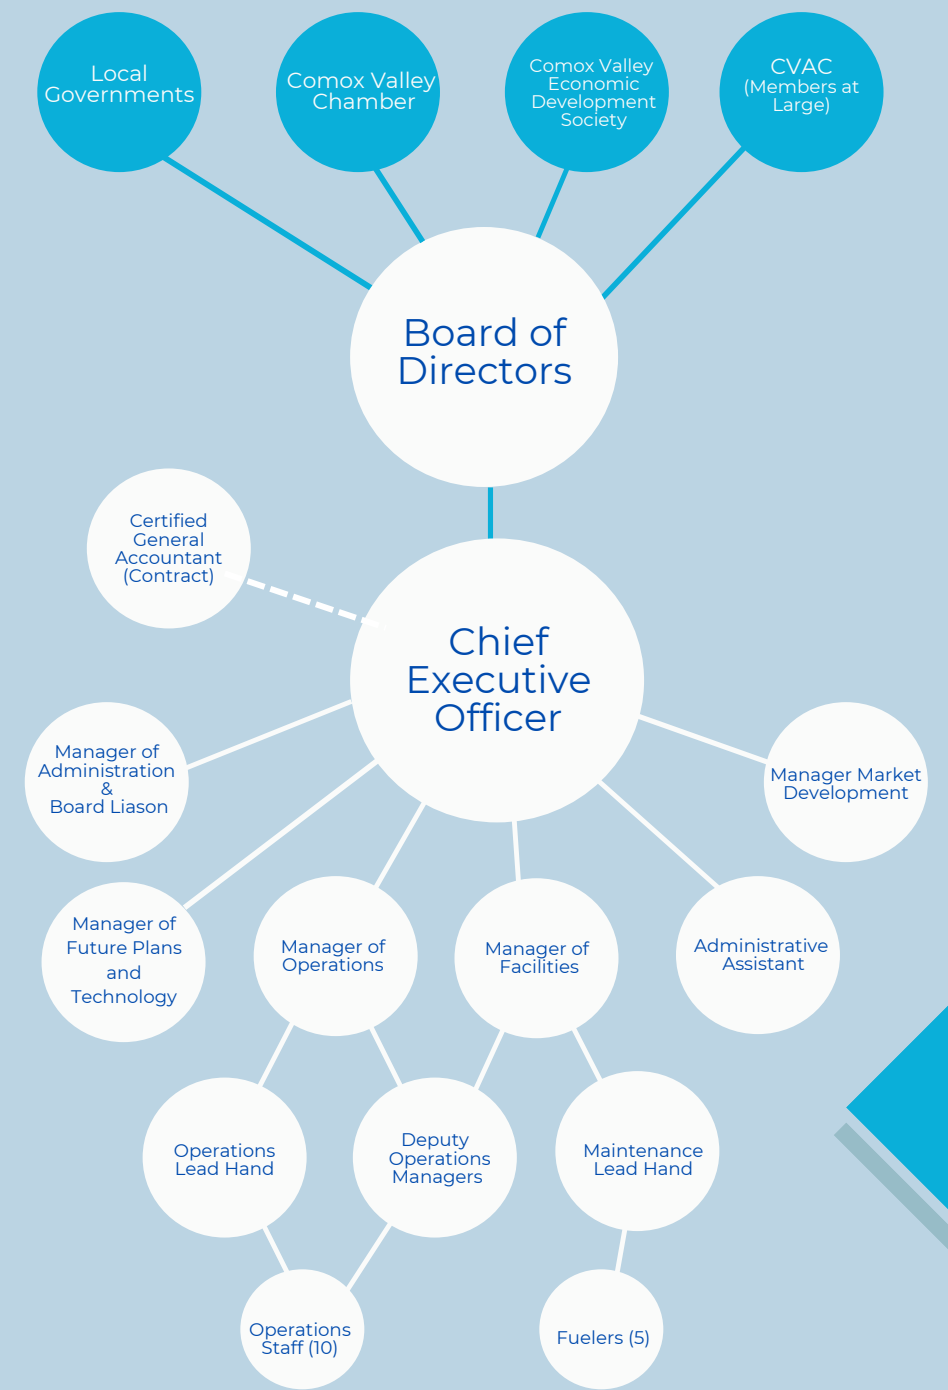 Local
Governments
Comox Valley
Chamber
Comox Valley
Economic
Development
Society
CVAC
(Members at
Large)
Board of
Directors
Certified
General
Accountant
(Contract)
Chief
Executive
Officer
Manager of
Administration
&
Board Liason
Manager Market
Development
Manager of
Future Plans
and
Technology
Manager of
Operations
Manager of
Facilities
Administrative
Assistant
Operations
Lead Hand
Deputy
Operations
Managers
Maintenance
Lead Hand
Operations
Staff (10)
Fuelers (5)